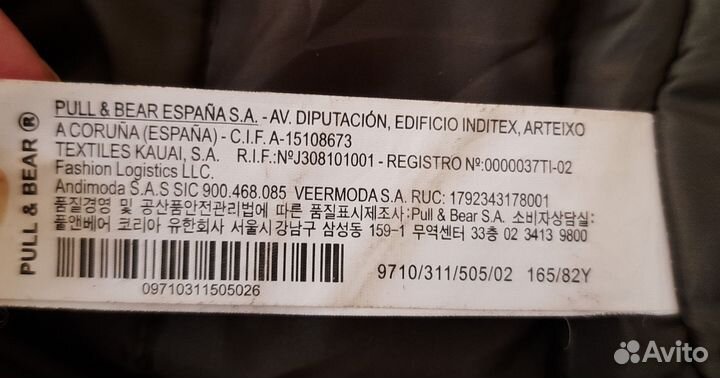 PULL & BEAR ®
PULL & BEAR ESPAÑA S.A. - AV. DIPUTACIÓN, EDIFICIO INDITEX, ARTEIXO
A CORUÑA (ESPAÑA) - C.I.F. A-15108673
TEXTILES KAUAI, S.A. R.I.F.:NºJ308101001 - REGISTRO Nº:0000037TI-02
Fashion Logistics LLC.
Andimoda S.A.S SIC 900.468.085 VEERMODA S.A. RUC: 1792343178001
품질경영 및 공산품안전관리법에 따른 품질표시제조사:Pull & Bear S.A. 소비자상담실:
풀앤베어 코리아 유한회사 서울시 강남구 삼성동 159-1 무역센터 33층 02 3413 9800
09710311505026
9710/311/505/02 165/82Y
Avito